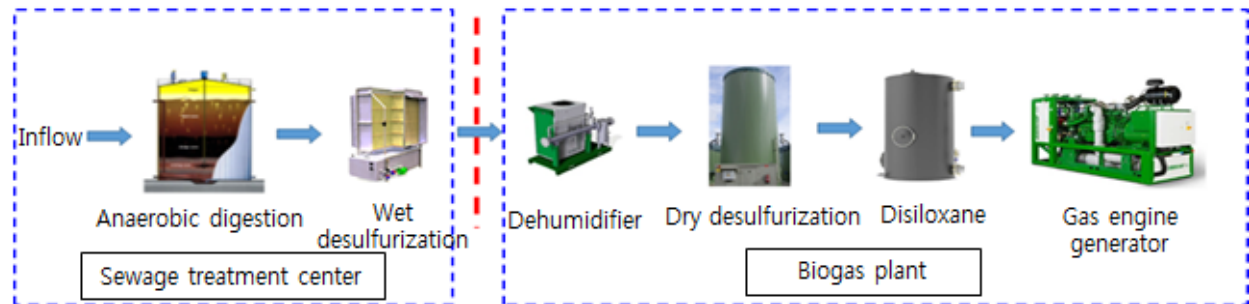 Inflow
Anaerobic digestion
Wet
desulfurization
Sewage treatment center
Dehumidifier
Dry desulfurization
Disiloxane
Gas engine
generator
Biogas plant